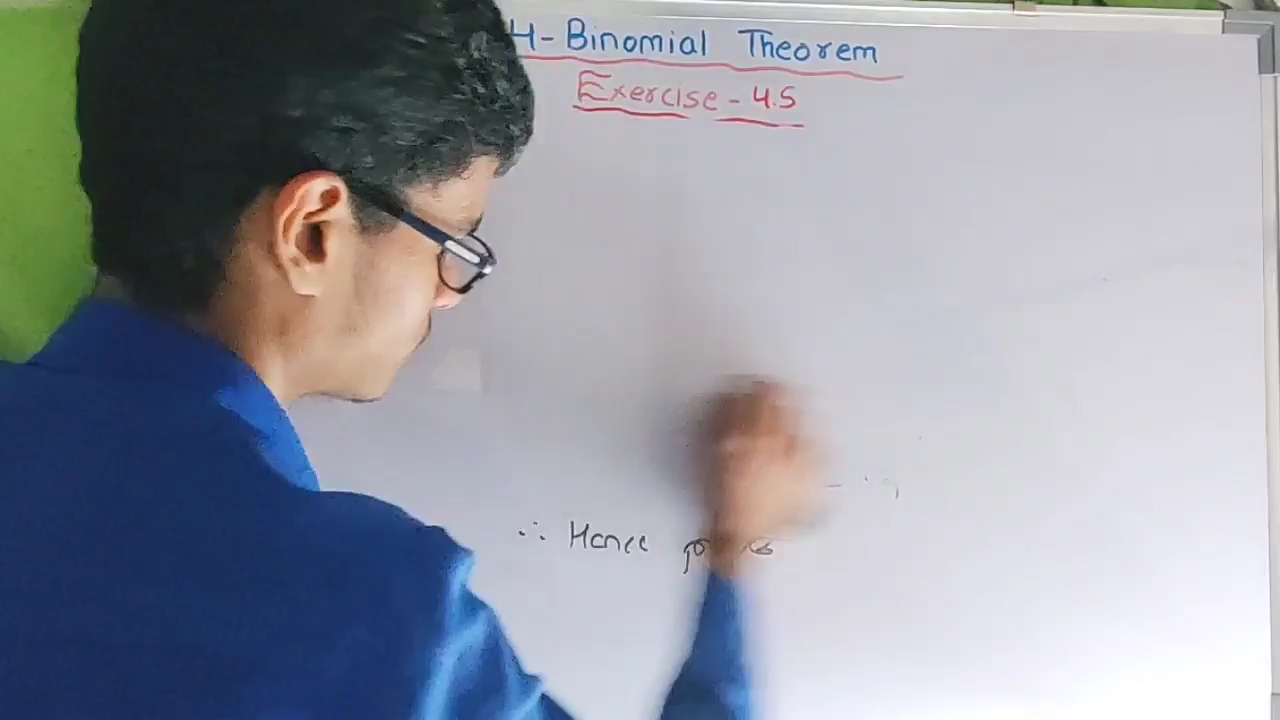 4-Binomial Theorem
Exercise-4.5
∴ Hence